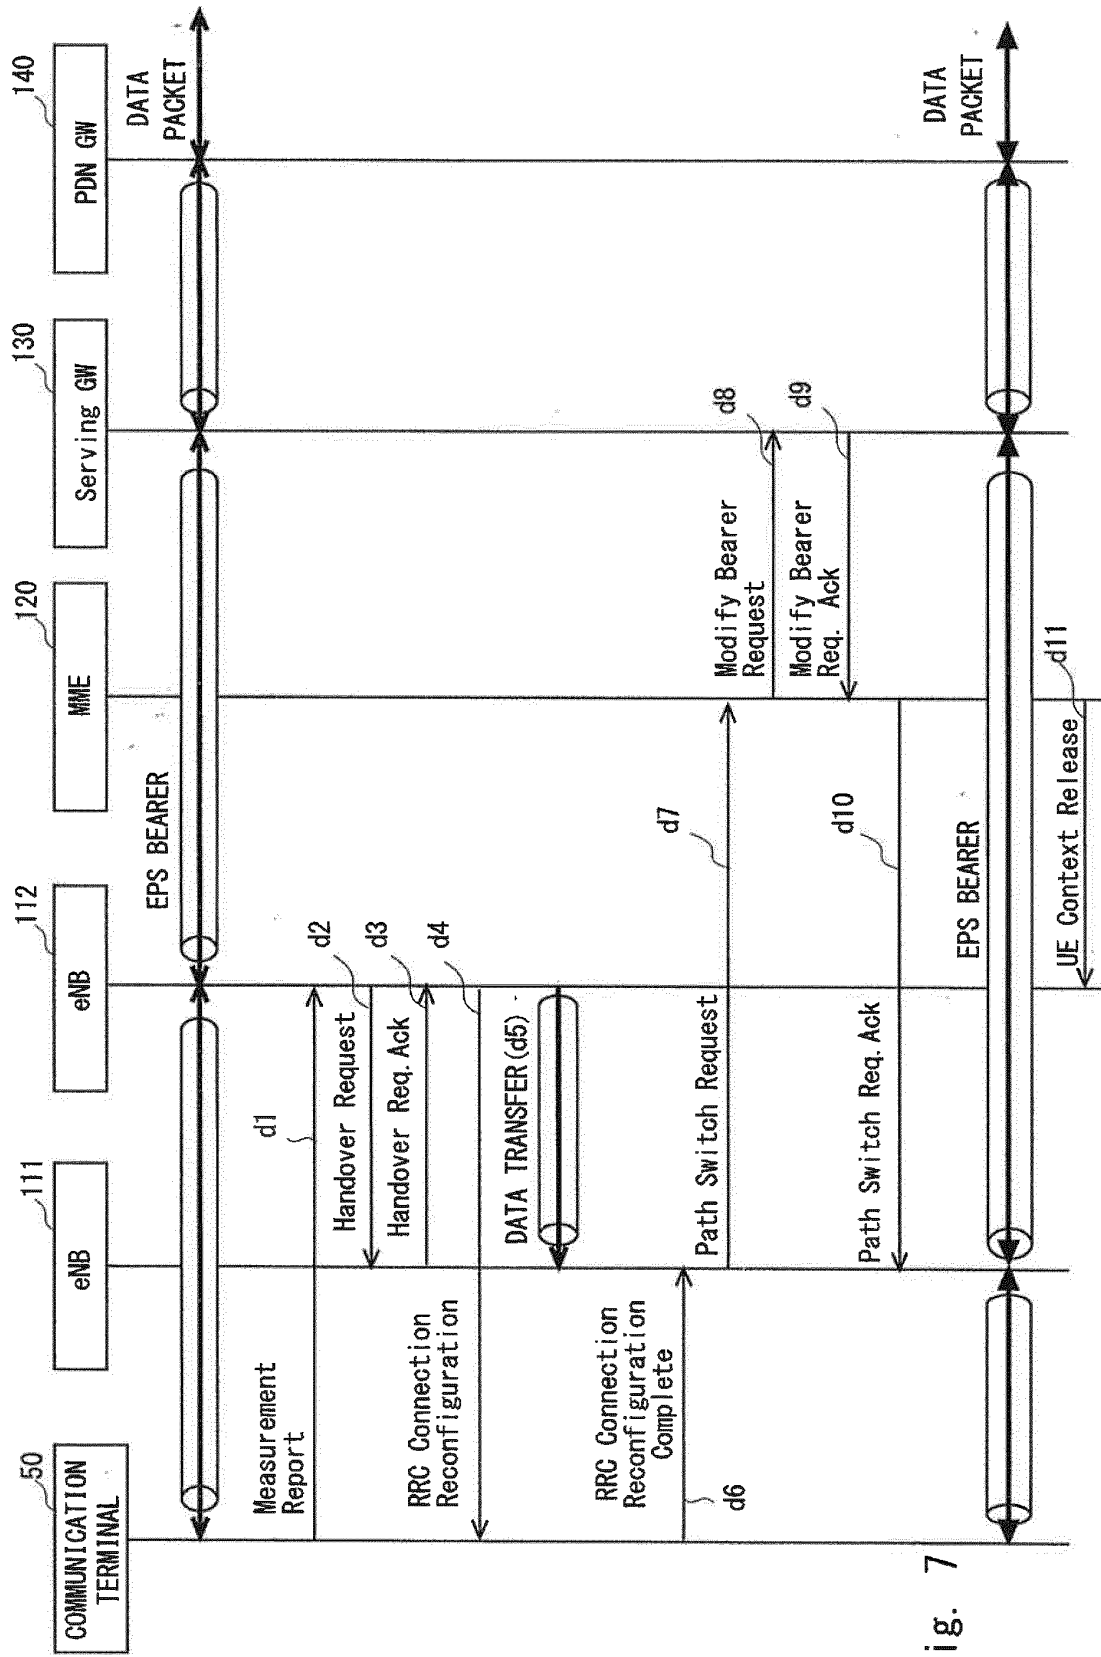 50
COMMUNICATION
TERMINAL
111
eNB
112
eNB
120
MME
130
Serving GW
140
PDN GW
EPS BEARER
DATA
PACKET
Measurement
Report
d1
Handover Request
d2
Handover Req. Ack
d3
RRC Connection
Reconfiguration
d4
DATA TRANSFER(d5)
RRC Connection
Reconfiguration
Complete
d6
Path Switch Request
d7
Modify Bearer
Request
d8
Modify Bearer
Req. Ack
d9
Path Switch Req. Ack
d10
EPS BEARER
DATA
PACKET
UE Context Release
d11
ig. 7